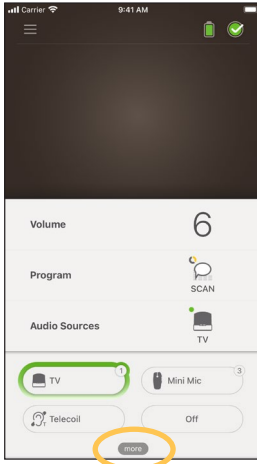 Carrier 9:41 AM
Volume 6
Program
SCAN
Audio Sources
TV
TV 1 Mini Mic 3
Telecoil Off
more